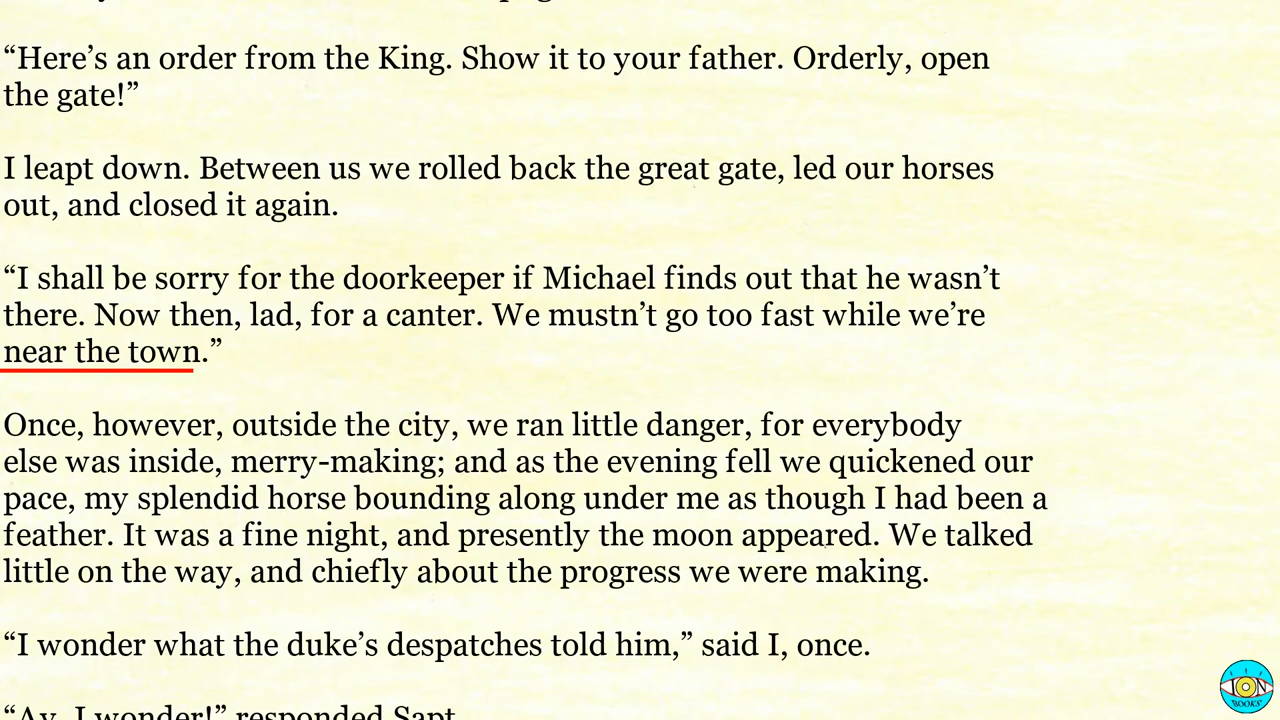 “Here’s an order from the King. Show it to your father. Orderly, open
the gate!”
I leapt down. Between us we rolled back the great gate, led our horses
out, and closed it again.
“I shall be sorry for the doorkeeper if Michael finds out that he wasn’t
there. Now then, lad, for a canter. We mustn’t go too fast while we’re
near the town.”
Once, however, outside the city, we ran little danger, for everybody
else was inside, merry-making; and as the evening fell we quickened our
pace, my splendid horse bounding along under me as though I had been a
feather. It was a fine night, and presently the moon appeared. We talked
little on the way, and chiefly about the progress we were making.
“I wonder what the duke’s despatches told him,” said I, once.
“Ay, I wonder!” responded Sapt.
ION
BOOKS